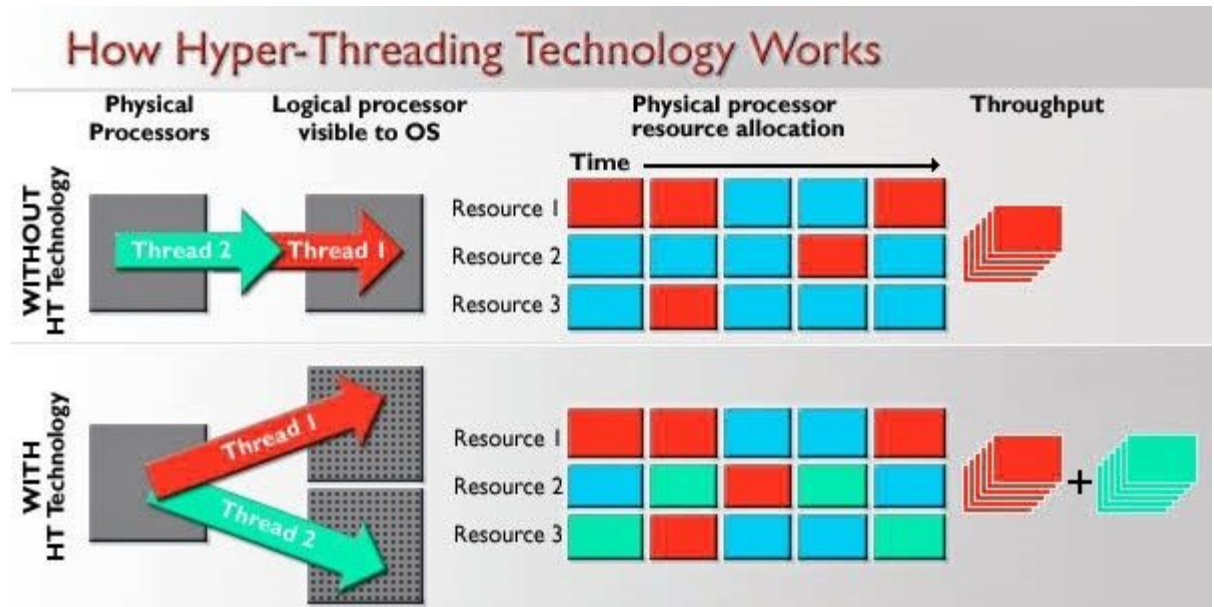 How Hyper-Threading Technology Works
Physical
Processors
Logical processor
visible to OS
Physical processor
resource allocation
Throughput
WITHOUT
HT Technology
Thread 2
Thread 1
Time
Resource 1
Resource 2
Resource 3
WITH
HT Technology
Thread 1
Thread 2
Resource 1
Resource 2
Resource 3
+